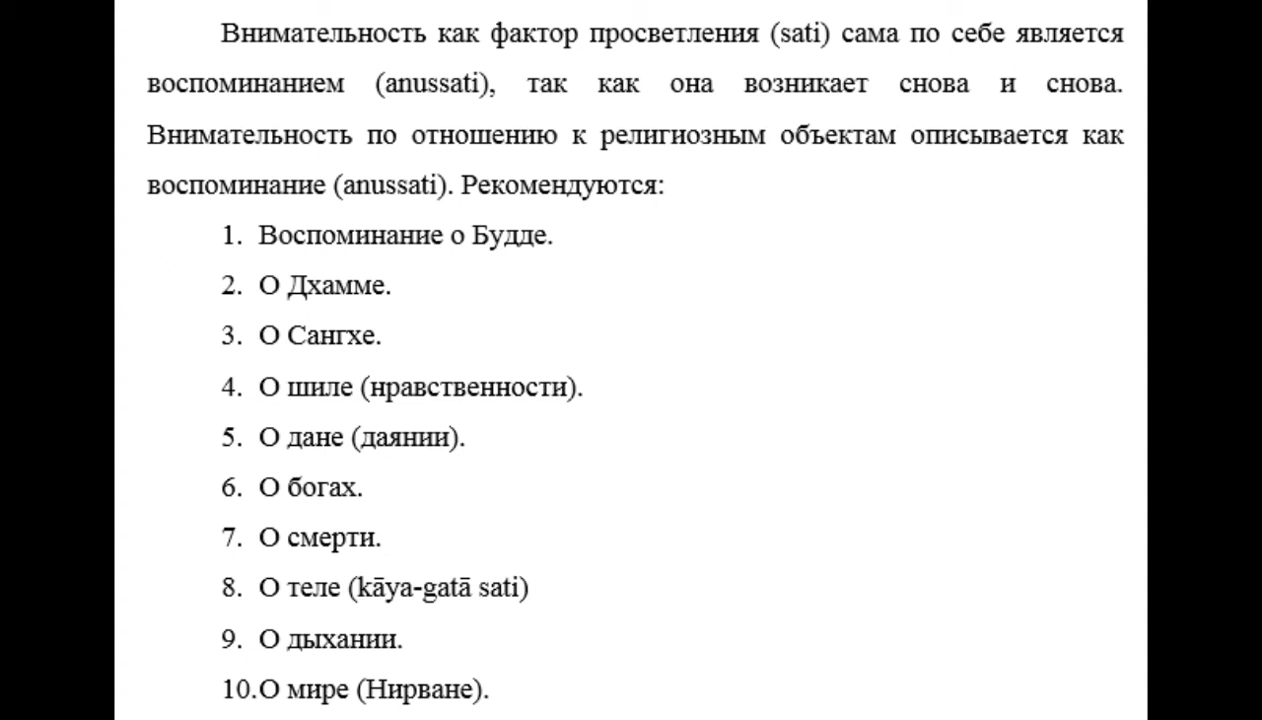 Внимательность как фактор просветления (sati) сама по себе является
воспоминанием (anussati), так как она возникает снова и снова.
Внимательность по отношению к религиозным объектам описывается как
воспоминание (anussati). Рекомендуются:
1. Воспоминание о Будде.
2. О Дхамме.
3. О Сангхе.
4. О шиле (нравственности).
5. О дане (даянии).
6. О богах.
7. О смерти.
8. О теле (kāya-gatā sati)
9. О дыхании.
10.О мире (Нирване).